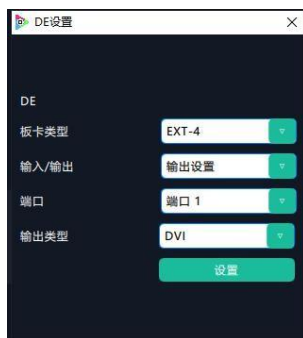 DE设置
DE
板卡类型 EXT-4
输入/输出 输出设置
端口 端口 1
输出类型 DVI
设置